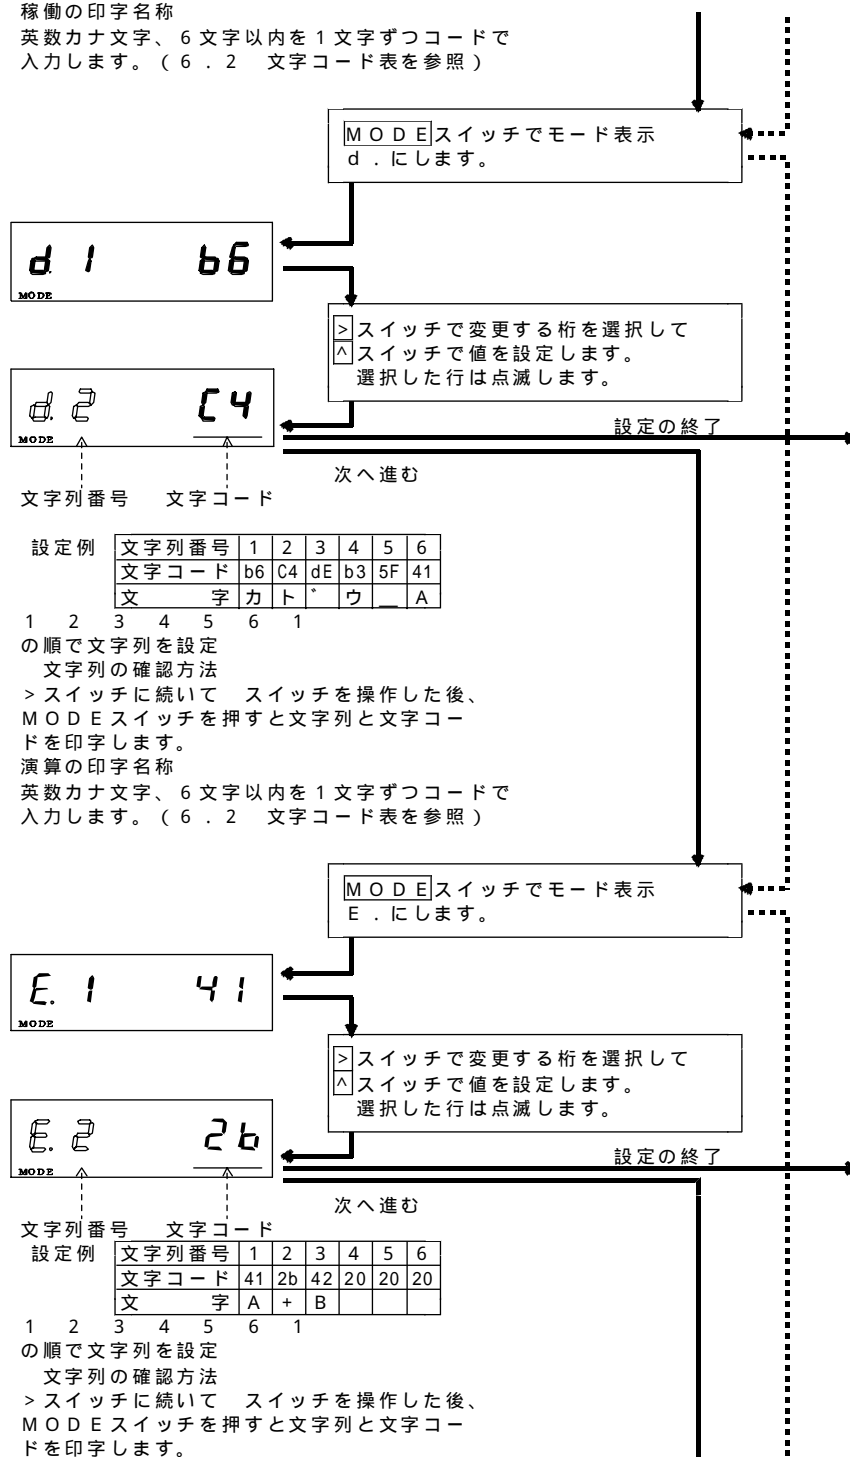 稼働の印字名称
英数カナ文字、6文字以内を1文字ずつコードで
入力します。(6．2　文字コード表を参照)
MODEスイッチでモード表示
d．にします。
d. 1　b6
MODE
>スイッチで変更する桁を選択して
^スイッチで値を設定します。
選択した行は点滅します。
d. 2　C4
MODE
設定の終了
次へ進む
文字列番号　文字コード
設定例　文字列番号 1 2 3 4 5 6
文字コード b6 C4 dE b3 5F 41
文　字 カ ト ゛ ウ ＿ A
1　2　3　4　5　6　1
の順で文字列を設定
文字列の確認方法
>スイッチに続いて　スイッチを操作した後、
MODEスイッチを押すと文字列と文字コー
ドを印字します。
演算の印字名称
英数カナ文字、6文字以内を1文字ずつコードで
入力します。(6．2　文字コード表を参照)
MODEスイッチでモード表示
E．にします。
E. 1　41
MODE
>スイッチで変更する桁を選択して
^スイッチで値を設定します。
選択した行は点滅します。
E. 2　2b
MODE
設定の終了
次へ進む
文字列番号　文字コード
設定例　文字列番号 1 2 3 4 5 6
文字コード 41 2b 42 20 20 20
文　字 A + B
1　2　3　4　5　6　1
の順で文字列を設定
文字列の確認方法
>スイッチに続いて　スイッチを操作した後、
MODEスイッチを押すと文字列と文字コー
ドを印字します。